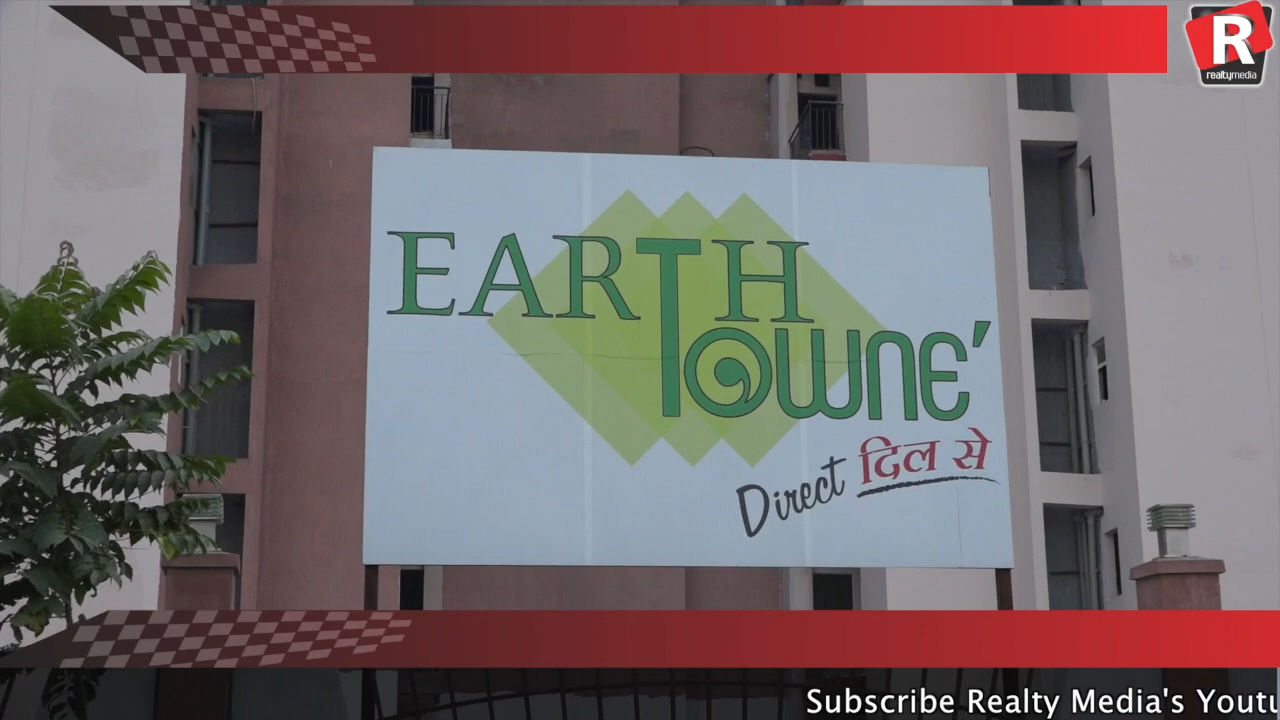 R
realtymedia
EARTH
TOWNE'
Direct दिल से
Subscribe Realty Media's Youtu